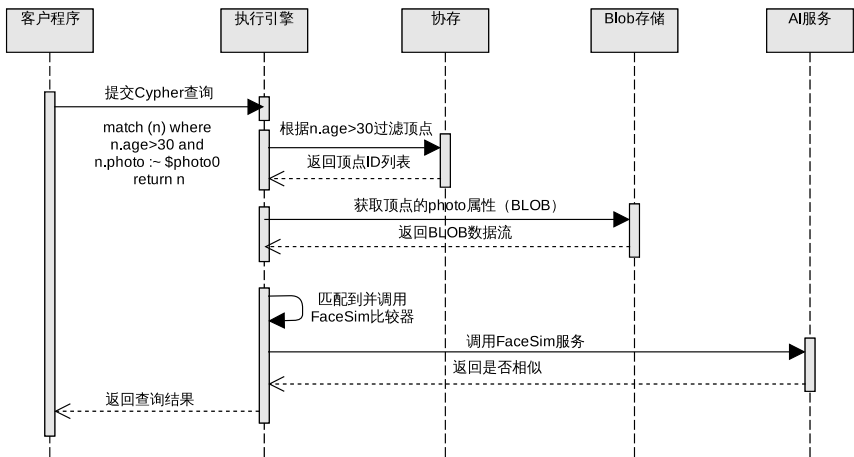 客户程序
执行引擎
协存
Blob存储
AI服务
提交Cypher查询
match (n) where
n.age>30 and
n.photo :~ $photo0
return n
根据n.age>30过滤顶点
返回顶点ID列表
获取顶点的photo属性（BLOB）
返回BLOB数据流
匹配到并调用
FaceSim比较器
调用FaceSim服务
返回是否相似
返回查询结果